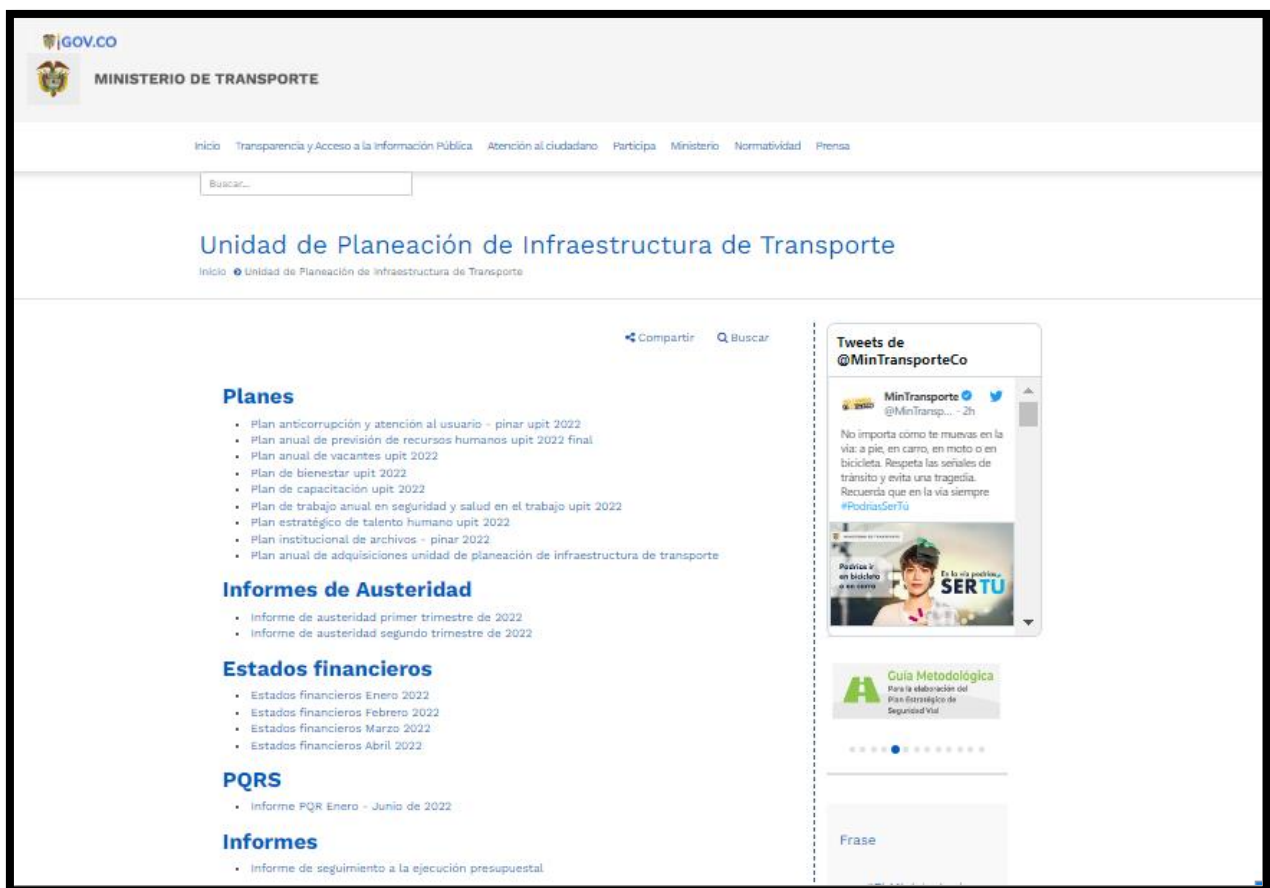 GOV.CO
MINISTERIO DE TRANSPORTE
Inicio Transparencia y Acceso a la Información Pública Atención al ciudadano Participa Ministerio Normatividad Prensa
Buscar...
Unidad de Planeación de Infraestructura de Transporte
Inicio Unidad de Planeación de Infraestructura de Transporte
Compartir Buscar
Planes
Plan anticorrupción y atención al usuario - pinar upit 2022
Plan anual de previsión de recursos humanos upit 2022 final
Plan anual de vacantes upit 2022
Plan de bienestar upit 2022
Plan de capacitación upit 2022
Plan de trabajo anual en seguridad y salud en el trabajo upit 2022
Plan estratégico de talento humano upit 2022
Plan institucional de archivos - pinar 2022
Plan anual de adquisiciones unidad de planeación de infraestructura de transporte
Informes de Austeridad
Informe de austeridad primer trimestre de 2022
Informe de austeridad segundo trimestre de 2022
Estados financieros
Estados financieros Enero 2022
Estados financieros Febrero 2022
Estados financieros Marzo 2022
Estados financieros Abril 2022
PQRS
Informe PQR Enero - Junio de 2022
Informes
Informe de seguimiento a la ejecución presupuestal
Tweets de
@MinTransporteCo
MinTransporte
@MinTransp... - 2h
No importa cómo te muevas en la
vía: a pie, en carro, en moto o en
bicicleta. Respeta las señales de
tránsito y evita una tragedia.
Recuerda que en la vía siempre
#PodríasSerTú
Podrías ir
en bicicleta
o en carro
En la vía podrías
SER TÚ
Guía Metodológica
Para la elaboración del
Plan Estratégico de
Seguridad Vial
Frase